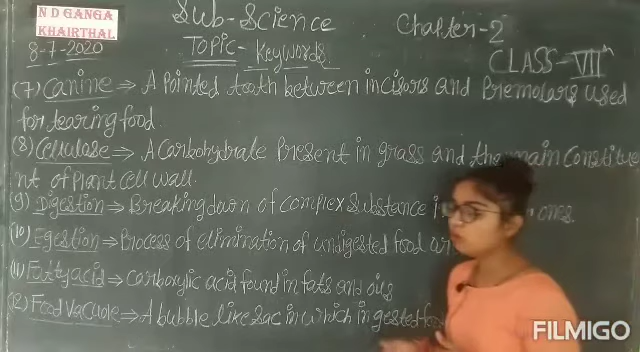 N D GANGA
KHAIRTHAL
Sub-Science
Chapter-2
8-7-2020
TOPIC- Keywords
CLASS-VIIth
(7) Canine ⇒ A Pointed tooth between incisors and Premolars used
for tearing food.
(8) Cellulose ⇒ A Carbohydrate Present in grass and the main Constitue
nt of Plant Cell wall.
(9) Digestion ⇒ Breaking down of complex Substance i ones.
(10) Egestion ⇒ Process of elimination of undigested food
(11) Fatty acid ⇒ Carboxylic acid found in fats and oils
(12) Food Vacuole ⇒ A bubble like sac in which ingested
FILMIGO